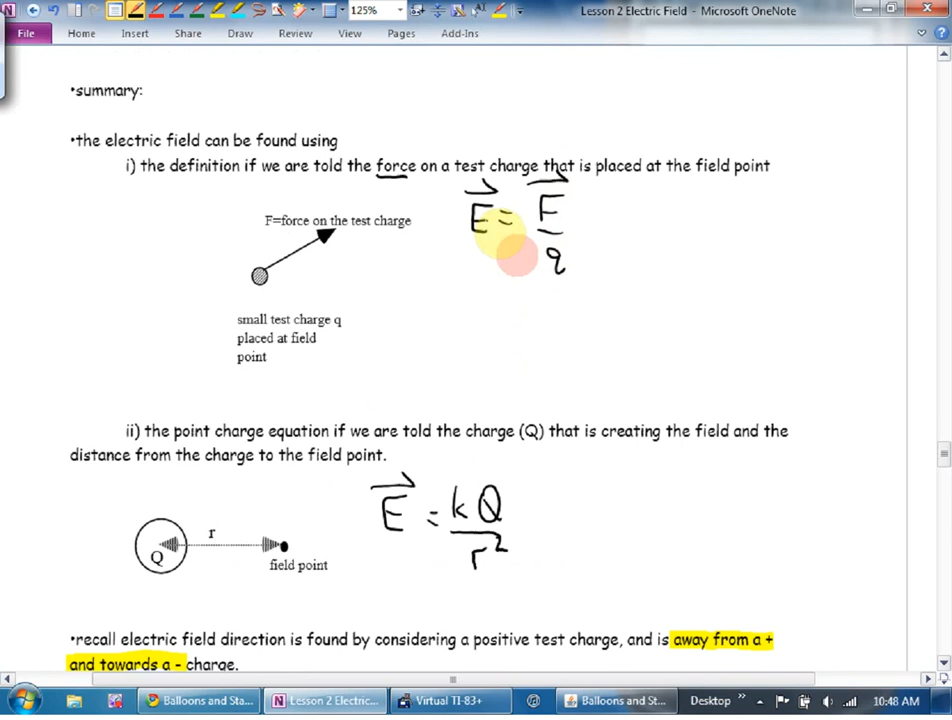 125%
Lesson 2 Electric Field - Microsoft OneNote
File Home Insert Share Draw Review View Pages Add-Ins
•summary:
•the electric field can be found using
i) the definition if we are told the force on a test charge that is placed at the field point
F=force on the test charge
E = F
q
small test charge q
placed at field
point
ii) the point charge equation if we are told the charge (Q) that is creating the field and the
distance from the charge to the field point.
E = kQ
r²
r
Q
field point
•recall electric field direction is found by considering a positive test charge, and is away from a +
and towards a - charge.
Balloons and Sta... Lesson 2 Electric... Virtual TI-83+ Balloons and St... Desktop 10:48 AM